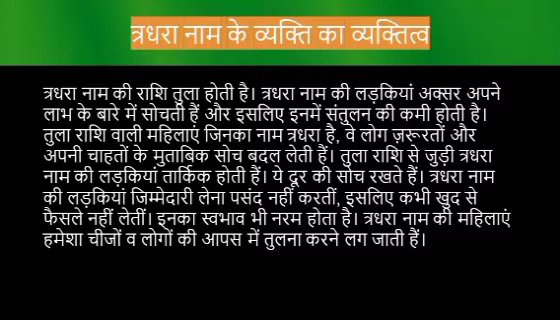 त्रधरा नाम के व्यक्ति का व्यक्तित्व
त्रधरा नाम की राशि तुला होती है। त्रधरा नाम की लड़कियां अक्सर अपने
लाभ के बारे में सोचती हैं और इसलिए इनमें संतुलन की कमी होती है।
तुला राशि वाली महिलाएं जिनका नाम त्रधरा है, वे लोग ज़रूरतों और
अपनी चाहतों के मुताबिक सोच बदल लेती हैं। तुला राशि से जुड़ी त्रधरा
नाम की लड़कियां तार्किक होती हैं। ये दूर की सोच रखते हैं। त्रधरा नाम
की लड़कियां जिम्मेदारी लेना पसंद नहीं करतीं, इसलिए कभी खुद से
फैसले नहीं लेतीं। इनका स्वभाव भी नरम होता है। त्रधरा नाम की महिलाएं
हमेशा चीजों व लोगों की आपस में तुलना करने लग जाती हैं।